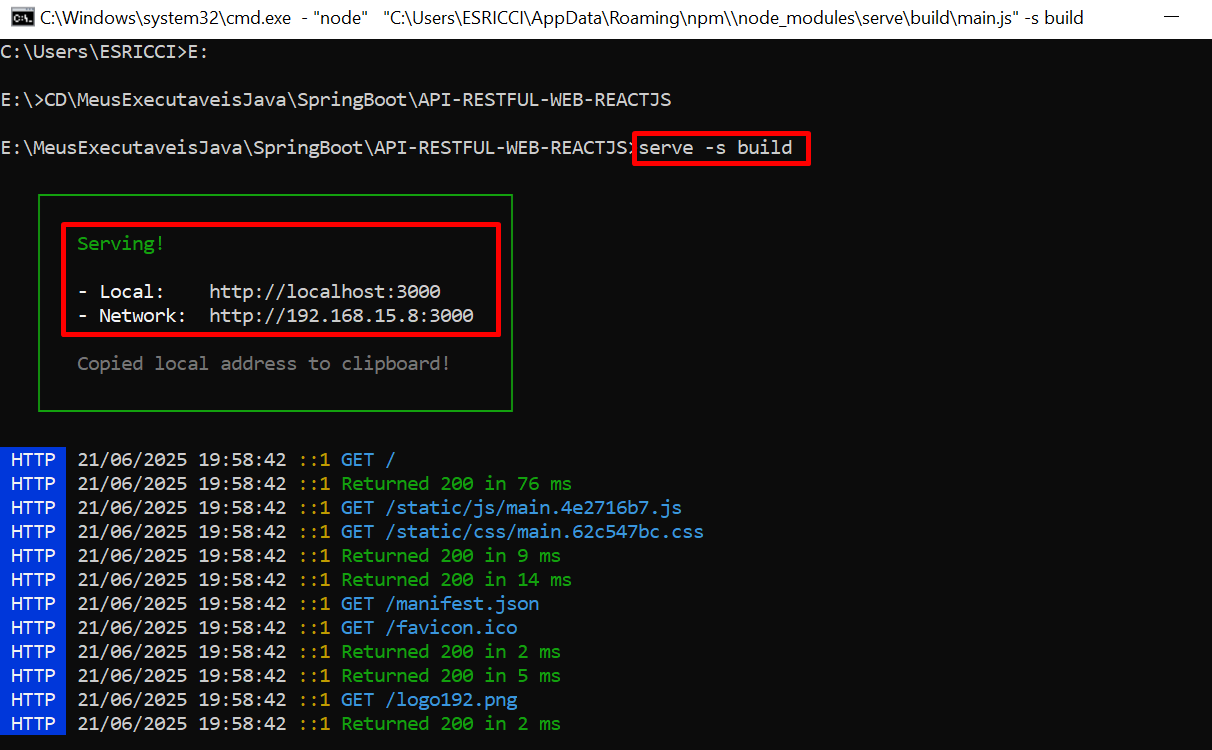 C:\Windows\system32\cmd.exe - "node" "C:\Users\ESRICCI\AppData\Roaming\npm\\node_modules\serve\build\main.js" -s build
C:\Users\ESRICCI>E:
E:\>CD\MeusExecutaveisJava\SpringBoot\API-RESTFUL-WEB-REACTJS
E:\MeusExecutaveisJava\SpringBoot\API-RESTFUL-WEB-REACTJS>serve -s build
Serving!
- Local: http://localhost:3000
- Network: http://192.168.15.8:3000
Copied local address to clipboard!
HTTP 21/06/2025 19:58:42 ::1 GET /
HTTP 21/06/2025 19:58:42 ::1 Returned 200 in 76 ms
HTTP 21/06/2025 19:58:42 ::1 GET /static/js/main.4e2716b7.js
HTTP 21/06/2025 19:58:42 ::1 GET /static/css/main.62c547bc.css
HTTP 21/06/2025 19:58:42 ::1 Returned 200 in 9 ms
HTTP 21/06/2025 19:58:42 ::1 Returned 200 in 14 ms
HTTP 21/06/2025 19:58:42 ::1 GET /manifest.json
HTTP 21/06/2025 19:58:42 ::1 GET /favicon.ico
HTTP 21/06/2025 19:58:42 ::1 Returned 200 in 2 ms
HTTP 21/06/2025 19:58:42 ::1 Returned 200 in 5 ms
HTTP 21/06/2025 19:58:42 ::1 GET /logo192.png
HTTP 21/06/2025 19:58:42 ::1 Returned 200 in 2 ms